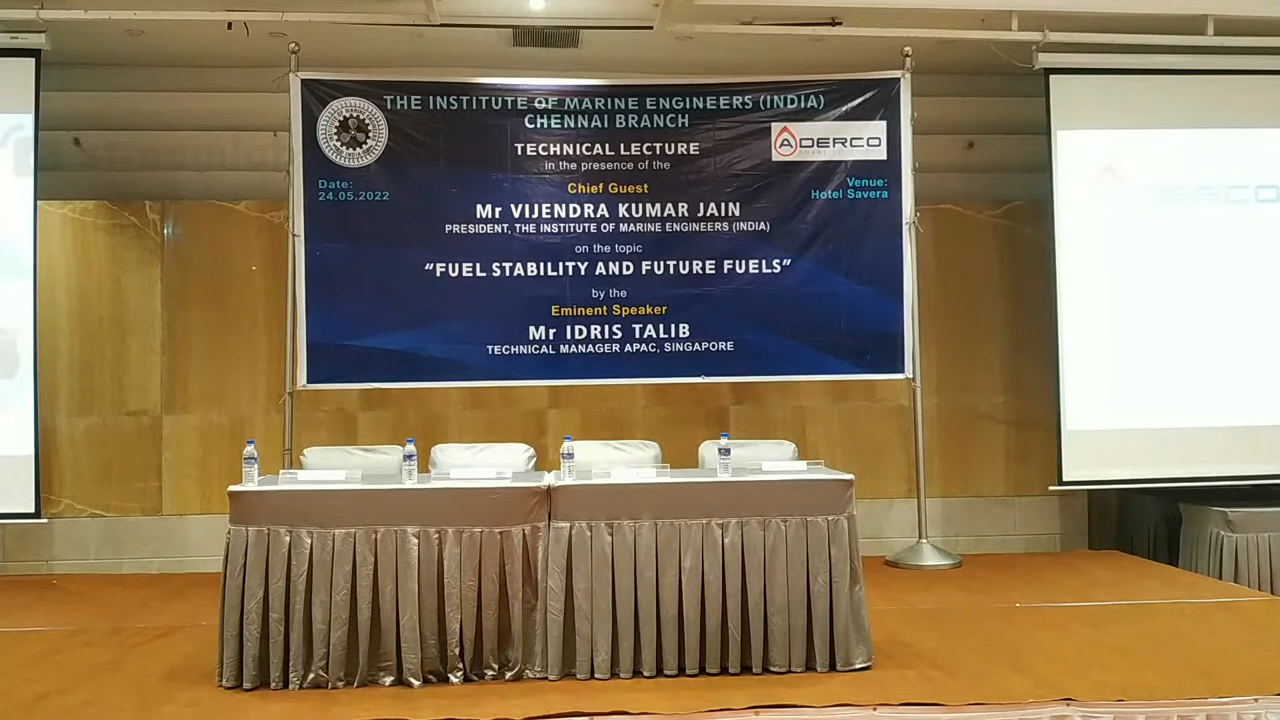 THE INSTITUTE OF MARINE ENGINEERS (INDIA)
CHENNAI BRANCH
ADERCO
TECHNICAL LECTURE
in the presence of the
Date:
24.05.2022
Chief Guest
Venue:
Hotel Savera
Mr VIJENDRA KUMAR JAIN
PRESIDENT, THE INSTITUTE OF MARINE ENGINEERS (INDIA)
on the topic
“FUEL STABILITY AND FUTURE FUELS”
by the
Eminent Speaker
Mr IDRIS TALIB
TECHNICAL MANAGER APAC, SINGAPORE